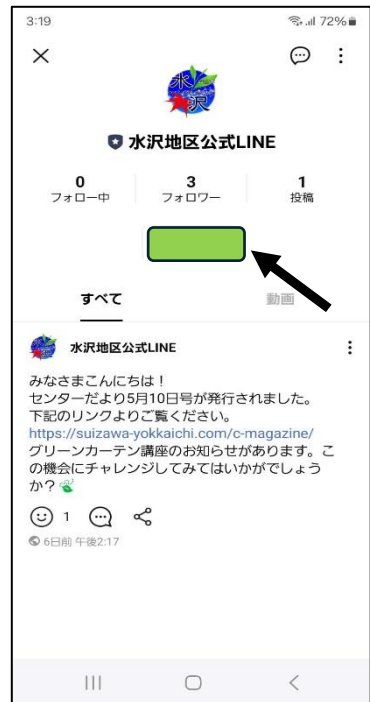 3:19 72%
水沢
水沢地区公式LINE
0 3 1
フォロー中 フォロワー 投稿
すべて 動画
水沢地区公式LINE
みなさまこんにちは!
センターだより5月10日号が発行されました。
下記のリンクよりご覧ください。
https://suizawa-yokkaichi.com/c-magazine/
グリーンカーテン講座のお知らせがあります。こ
の機会にチャレンジしてみてはいかがでしょう
か?
1
6日前 午後2:17